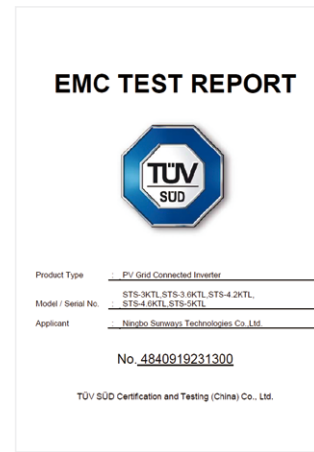 EMC TEST REPORT
TÜV
SÜD
Product Type : PV Grid Connected Inverter
STS-3KTL,STS-3.6KTL,STS-4.2KTL,
Model / Serial No. : STS-4.6KTL,STS-5KTL
Applicant : Ningbo Sunways Technologies Co.,Ltd.
No. 4840919231300
TÜV SÜD Certification and Testing (China) Co., Ltd.